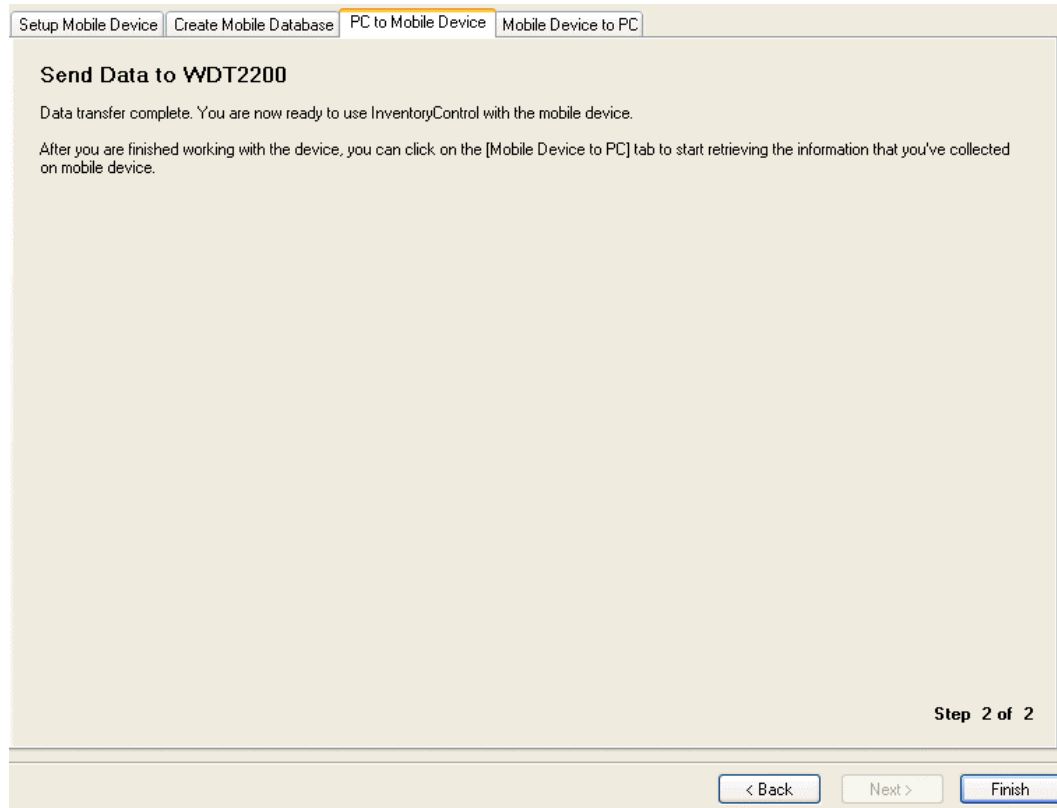 Setup Mobile Device Create Mobile Database PC to Mobile Device Mobile Device to PC
Send Data to WDT2200
Data transfer complete. You are now ready to use InventoryControl with the mobile device.
After you are finished working with the device, you can click on the [Mobile Device to PC] tab to start retrieving the information that you've collected
on mobile device.
Step 2 of 2
< Back Next > Finish